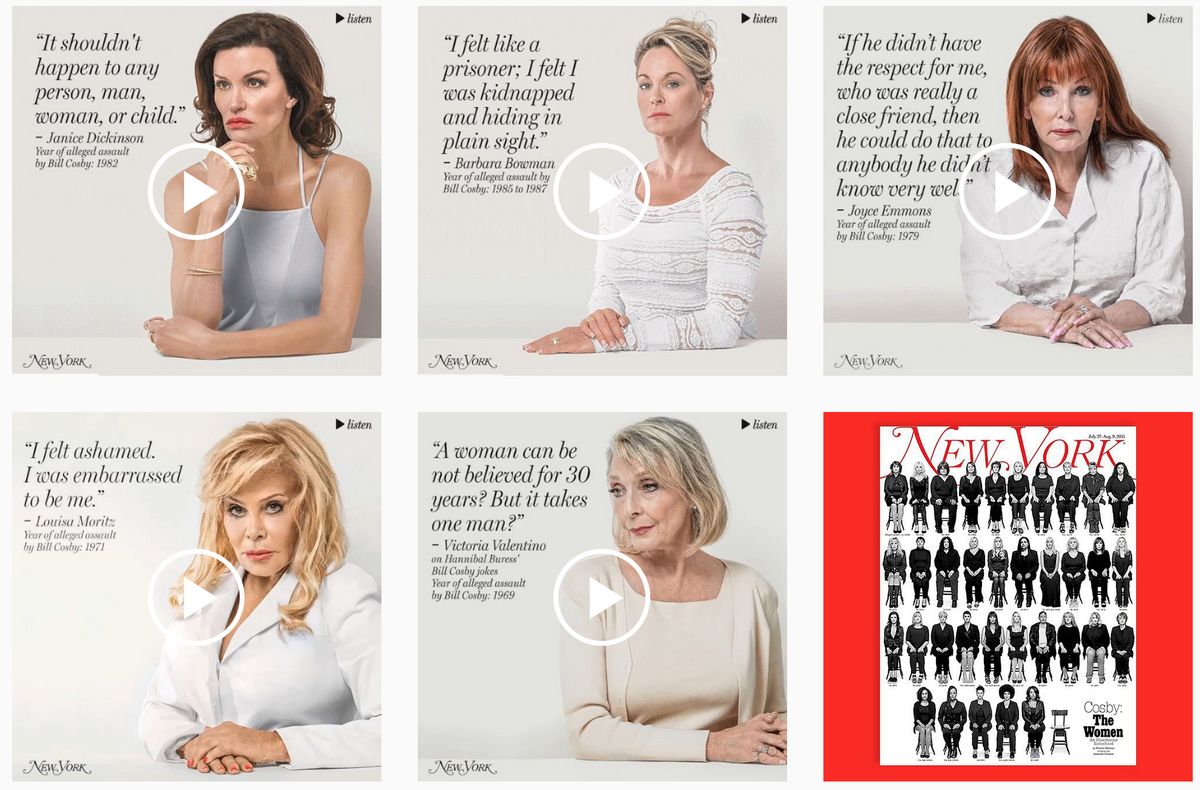 listen
“It shouldn't
happen to any
person, man,
woman, or child.”
– Janice Dickinson
Year of alleged assault
by Bill Cosby: 1982
NEW YORK
listen
“I felt like a
prisoner; I felt I
was kidnapped
and hiding in
plain sight.”
– Barbara Bowman
Year of alleged assault by
Bill Cosby: 1985 to 1987
NEW YORK
listen
“If he didn’t have
the respect for me,
who was really a
close friend, then
he could do that to
anybody he didn’t
know very well.”
– Joyce Emmons
Year of alleged assault
by Bill Cosby: 1979
NEW YORK
listen
“I felt ashamed.
I was embarrassed
to be me.”
– Louisa Moritz
Year of alleged assault
by Bill Cosby: 1971
NEW YORK
listen
“A woman can be
not believed for 30
years? But it takes
one man?”
– Victoria Valentino
on Hannibal Buress’
Bill Cosby jokes
Year of alleged assault
by Bill Cosby: 1969
NEW YORK
July 27–Aug. 9, 2015
NEW YORK
Cosby:
The
Women
An Unwelcome
Sisterhood